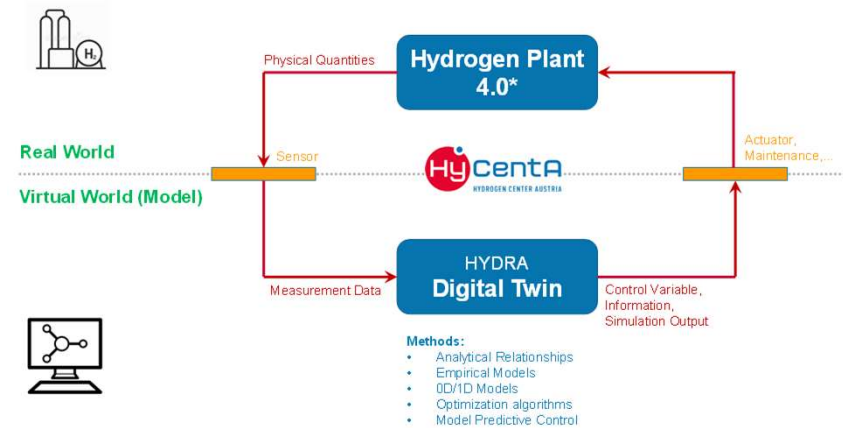 H₂
Physical Quantities
Hydrogen Plant
4.0*
Real World
Sensor
HyCentA
HYDROGEN CENTER AUSTRIA
Actuator,
Maintenance,...
Virtual World (Model)
HYDRA
Digital Twin
Measurement Data
Control Variable,
Information,
Simulation Output
Methods:
• Analytical Relationships
• Empirical Models
• 0D/1D Models
• Optimization algorithms
• Model Predictive Control